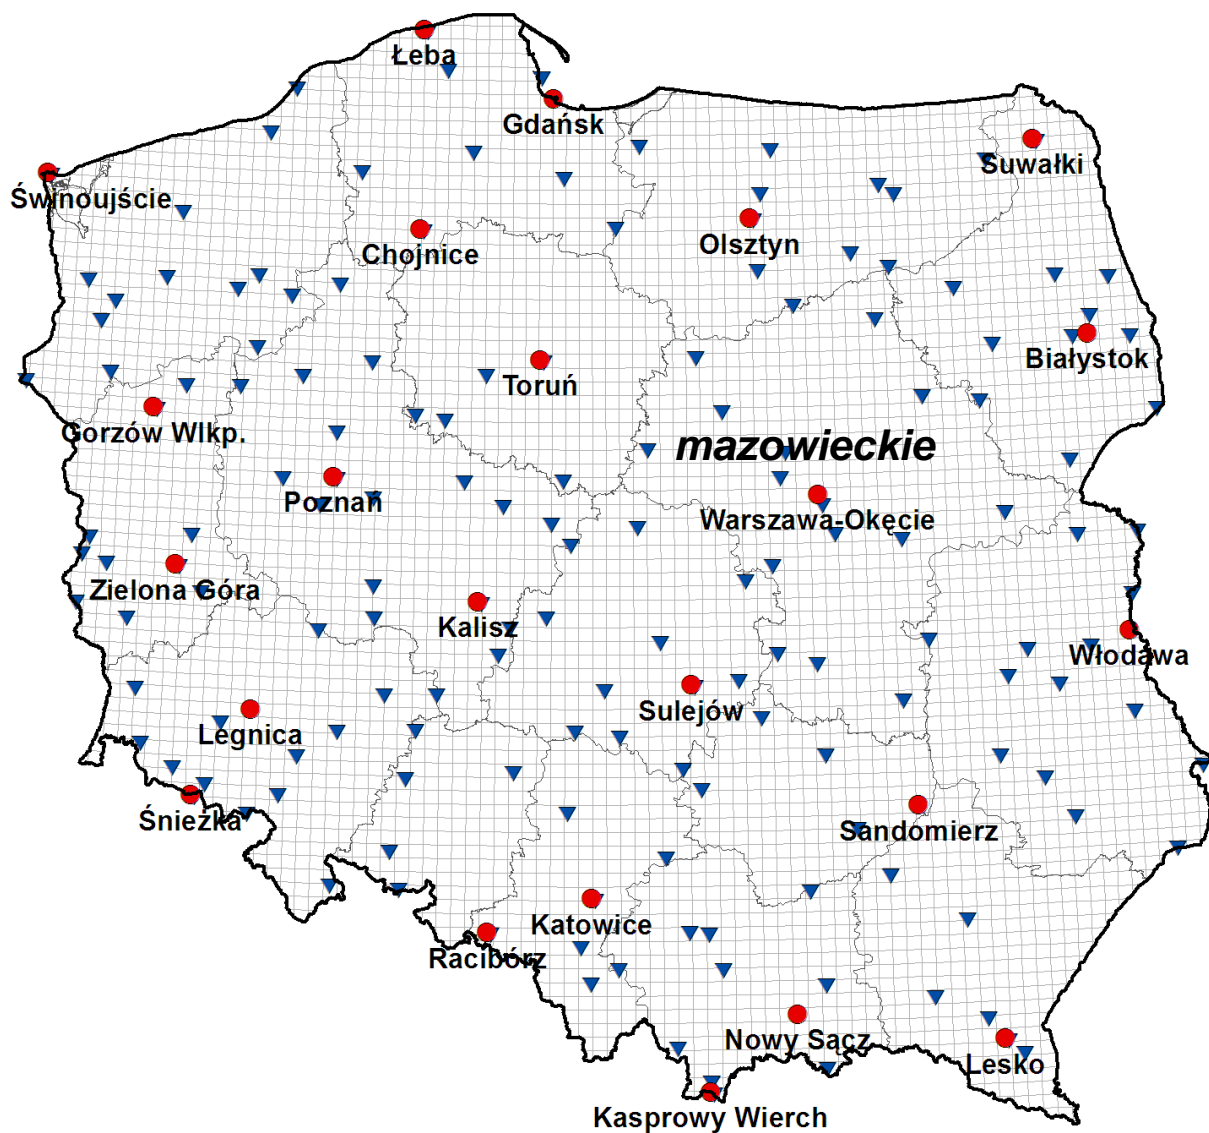 Łeba
Gdańsk
Suwałki
Świnoujście
Olsztyn
Chojnice
Białystok
Toruń
Gorzów Wlkp.
mazowieckie
Poznań
Warszawa-Okęcie
Zielona Góra
Kalisz
Włodawa
Sulejów
Legnica
Śnieżka
Sandomierz
Katowice
Racibórz
Nowy Sącz
Lesko
Kasprowy Wierch